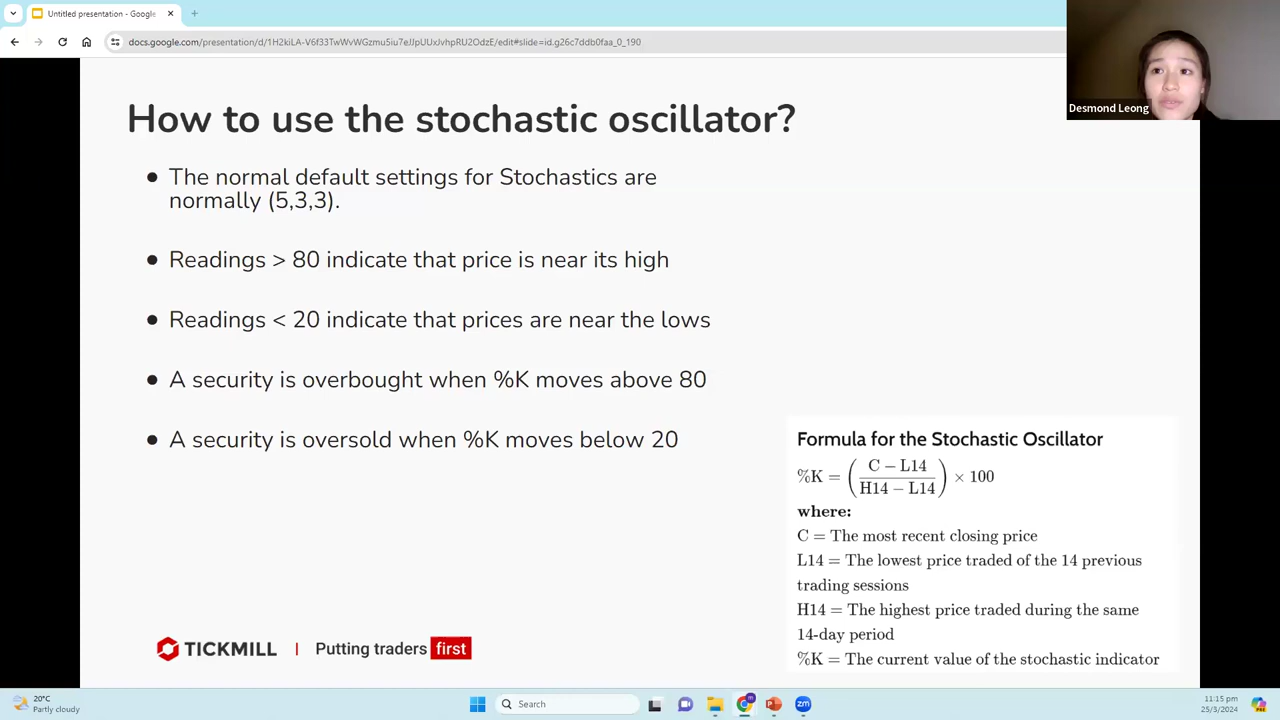 Untitled presentation - Google
docs.google.com/presentation/d/1H2kiLA-V6f33TwWvWGzmu5iu7eJJpUUxJvhpRU2OdzE/edit#slide=id.g26c7ddb0faa_0_190
Desmond Leong
How to use the stochastic oscillator?
● The normal default settings for Stochastics are
normally (5,3,3).
● Readings > 80 indicate that price is near its high
● Readings < 20 indicate that prices are near the lows
● A security is overbought when %K moves above 80
● A security is oversold when %K moves below 20
Formula for the Stochastic Oscillator
%K = (C − L14 / H14 − L14) × 100
where:
C = The most recent closing price
L14 = The lowest price traded of the 14 previous
trading sessions
H14 = The highest price traded during the same
14-day period
%K = The current value of the stochastic indicator
TICKMILL | Putting traders first
20°C
Partly cloudy
Search
11:15 pm
25/3/2024